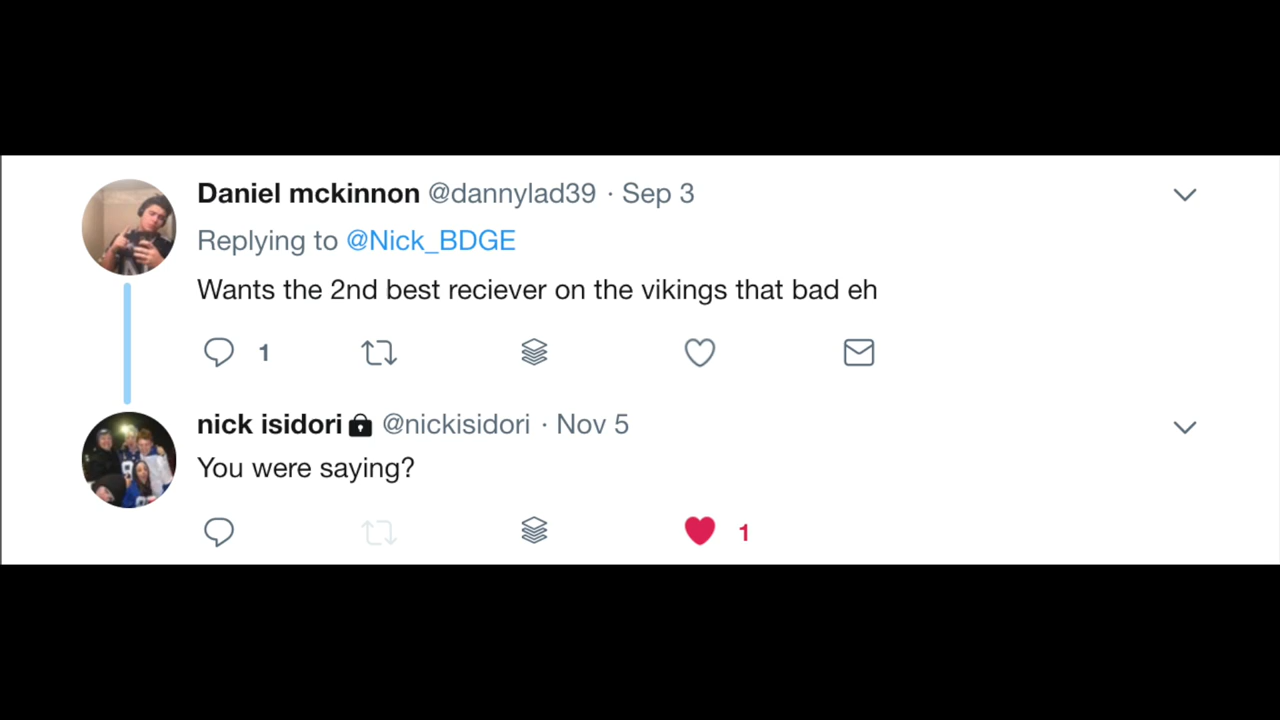 Daniel mckinnon @dannylad39 · Sep 3
Replying to @Nick_BDGE
Wants the 2nd best reciever on the vikings that bad eh
1
nick isidori @nickisidori · Nov 5
You were saying?
1